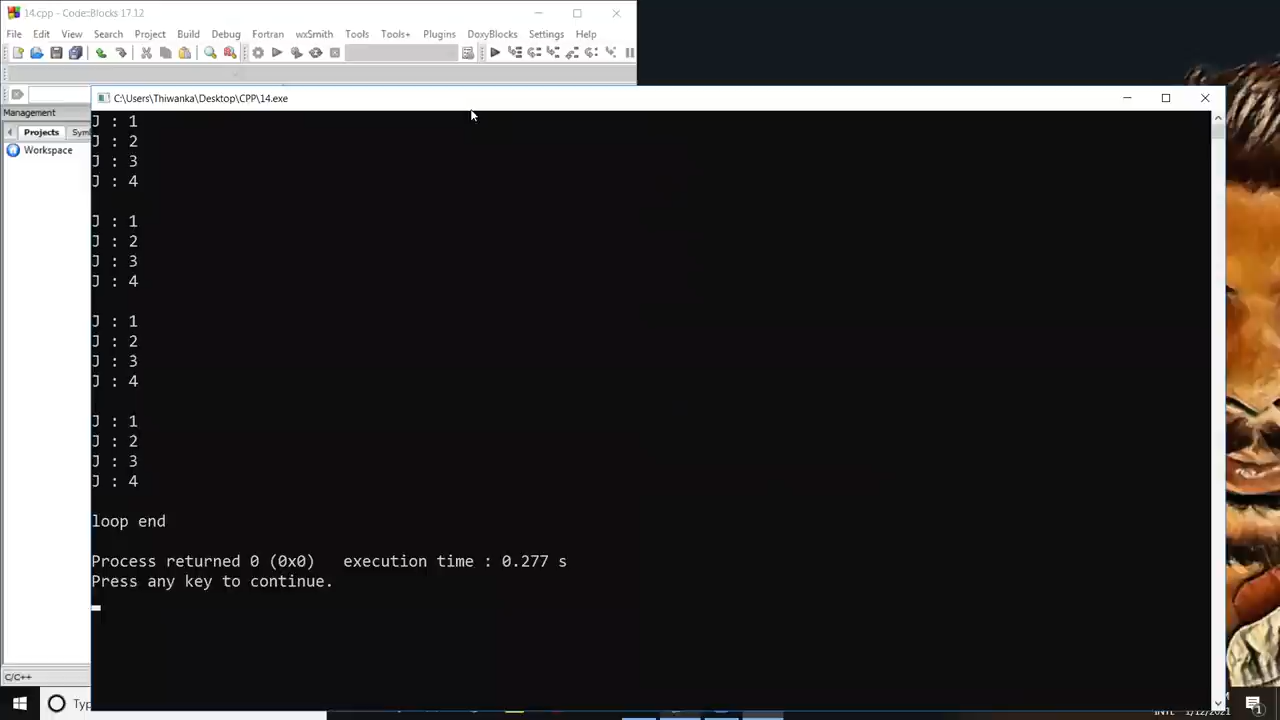 14.cpp - Code::Blocks 17.12
File Edit View Search Project Build Debug Fortran wxSmith Tools Tools+ Plugins DoxyBlocks Settings Help
C:\Users\Thiwanka\Desktop\CPP\14.exe
Management
Projects
Workspace
J : 1
J : 2
J : 3
J : 4
J : 1
J : 2
J : 3
J : 4
J : 1
J : 2
J : 3
J : 4
J : 1
J : 2
J : 3
J : 4
loop end
Process returned 0 (0x0) execution time : 0.277 s
Press any key to continue.
C/C++